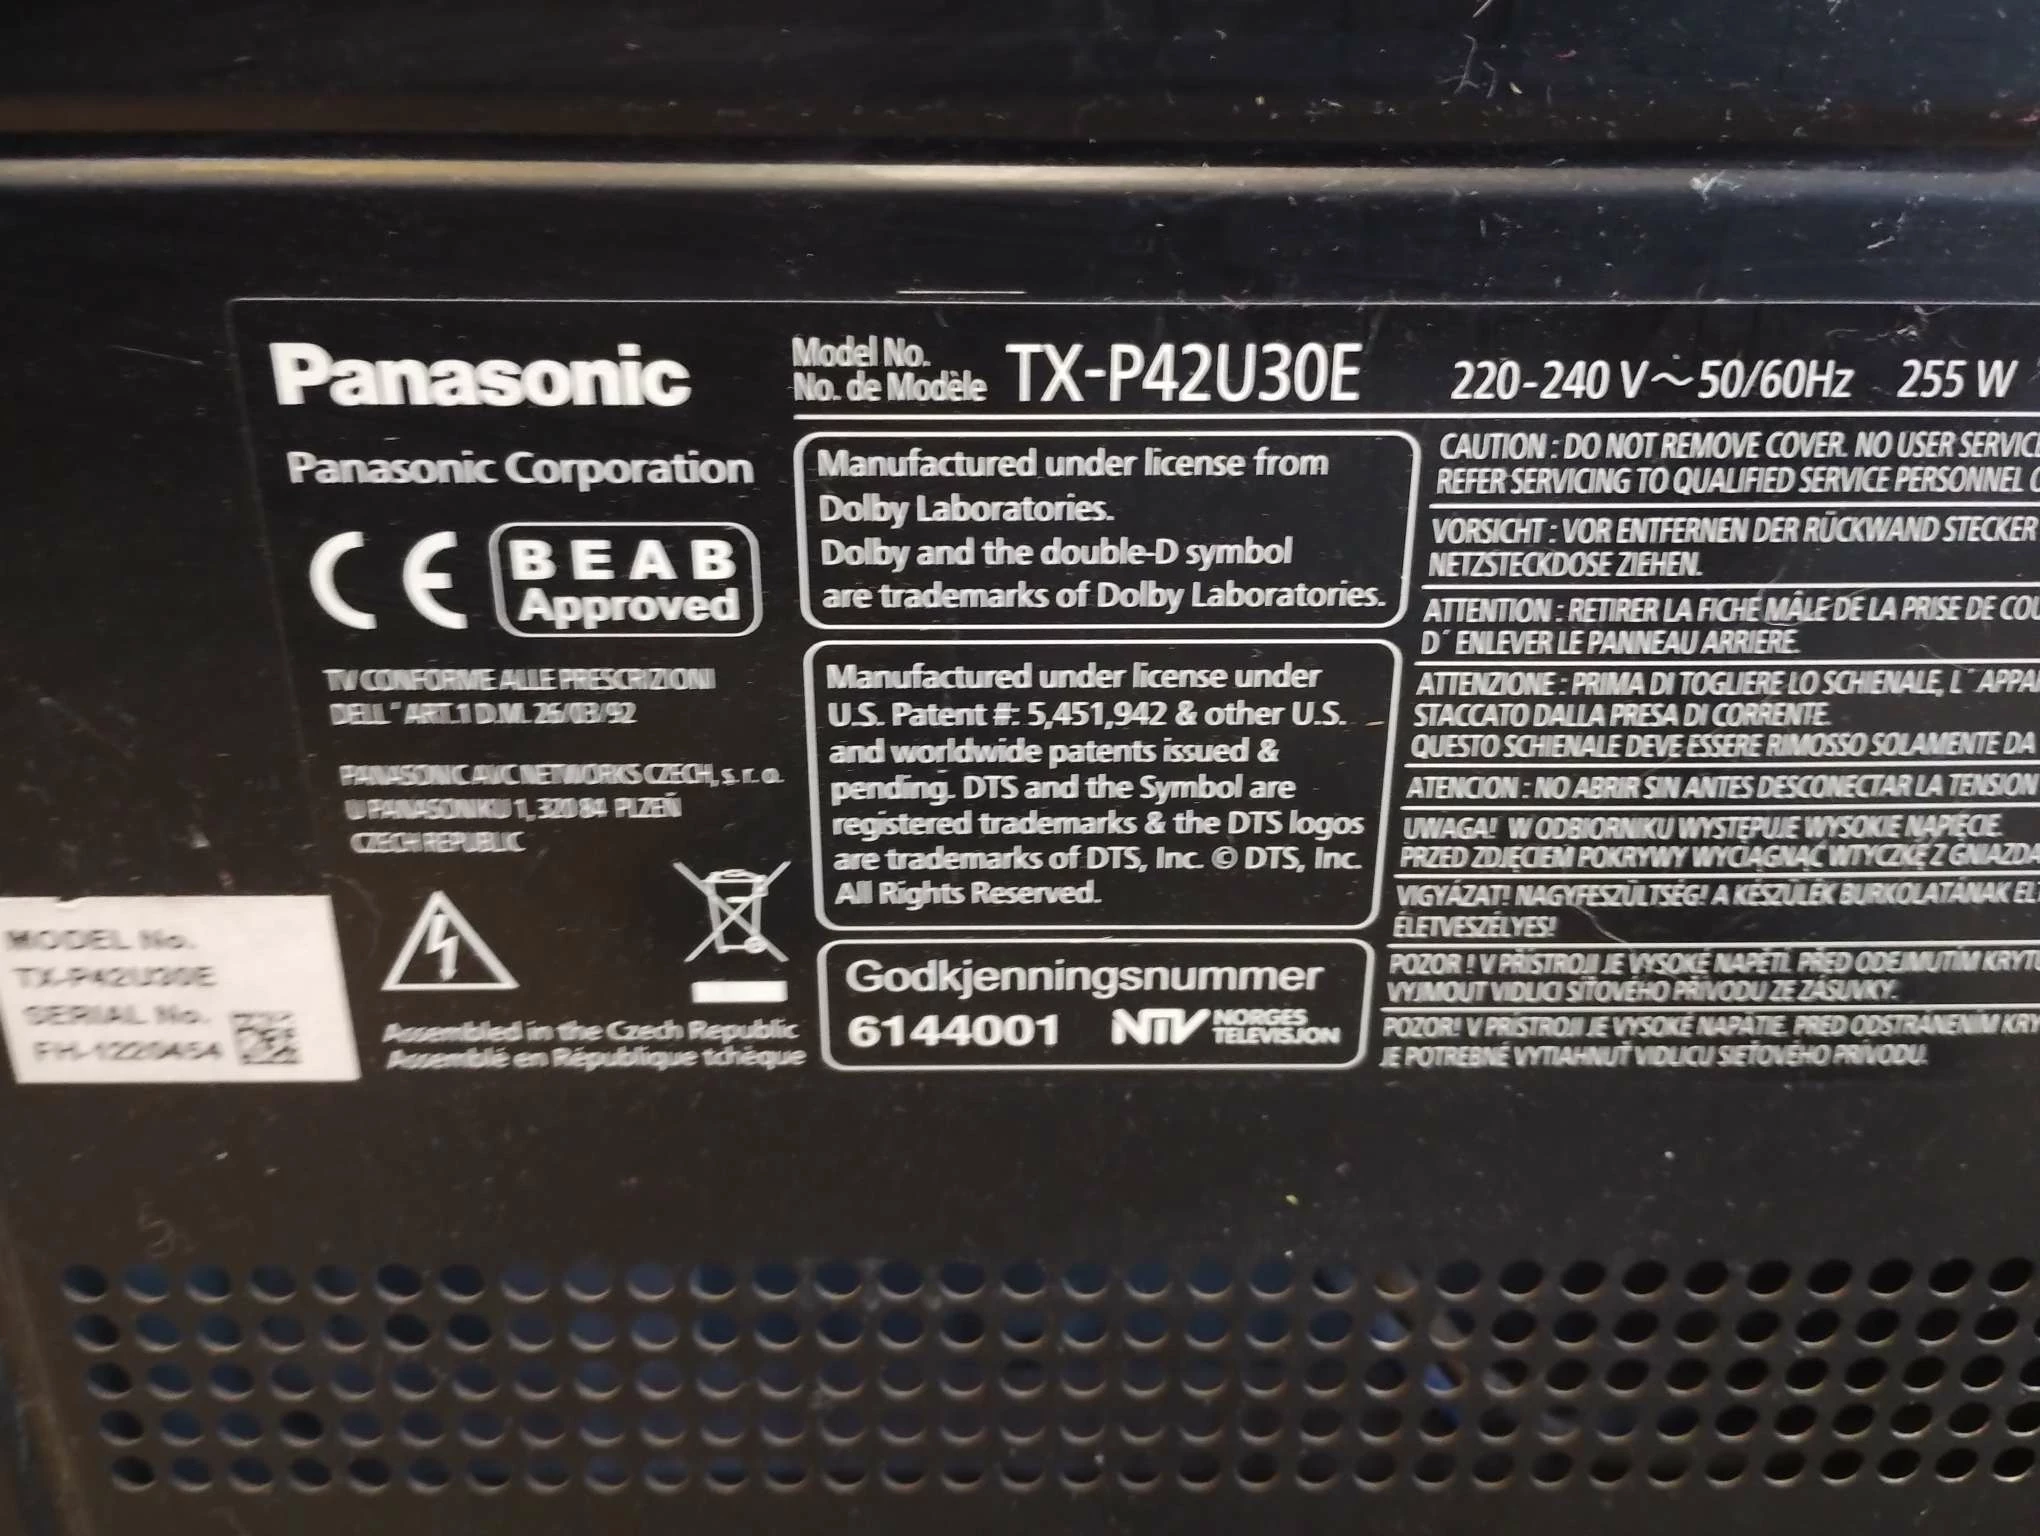 Panasonic
Model No.
No. de Modèle
TX-P42U30E
220-240 V~50/60Hz 255 W
Panasonic Corporation
CE
BEAB
Approved
TV CONFORME ALLE PRESCRIZIONI
DELL´ ART.1 D.M. 26/03/92
PANASONIC AVC NETWORKS CZECH, s.r.o.
U PANASONIKU 1, 320 84 PLZEŇ
CZECH REPUBLIC
Assembled in the Czech Republic
Assemblé en République tchèque
MODEL No.
TX-P42U30E
SERIAL No.
FH-1220454
Manufactured under license from
Dolby Laboratories.
Dolby and the double-D symbol
are trademarks of Dolby Laboratories.
Manufactured under license under
U.S. Patent #: 5,451,942 & other U.S.
and worldwide patents issued &
pending. DTS and the Symbol are
registered trademarks & the DTS logos
are trademarks of DTS, Inc. © DTS, Inc.
All Rights Reserved.
Godkjenningsnummer
6144001 NTV NORGES
TELEVISJON
CAUTION : DO NOT REMOVE COVER. NO USER SERVICE
REFER SERVICING TO QUALIFIED SERVICE PERSONNEL
VORSICHT : VOR ENTFERNEN DER RÜCKWAND STECKER
NETZSTECKDOSE ZIEHEN.
ATTENTION : RETIRER LA FICHE MÂLE DE LA PRISE DE COU
D´ ENLEVER LE PANNEAU ARRIERE.
ATTENZIONE : PRIMA DI TOGLIERE LO SCHIENALE, L´ APPA
STACCATO DALLA PRESA DI CORRENTE.
QUESTO SCHIENALE DEVE ESSERE RIMOSSO SOLAMENTE DA
ATENCION : NO ABRIR SIN ANTES DESCONECTAR LA TENSION
UWAGA! W ODBIORNIKU WYSTĘPUJE WYSOKIE NAPIĘCIE.
PRZED ZDJĘCIEM POKRYWY WYCIĄGNĄĆ WTYCZKĘ Z GNIAZDA
VIGYÁZAT! NAGYFESZÜLTSÉG! A KÉSZÜLÉK BURKOLATÁNAK EL
ÉLETVESZÉLYES!
POZOR ! V PŘÍSTROJI JE VYSOKÉ NAPĚTÍ. PŘED ODEJMUTÍM KRYTU
VYJMOUT VIDLICI SÍŤOVÉHO PŘÍVODU ZE ZÁSUVKY.
POZOR! V PRÍSTROJI JE VYSOKÉ NAPÄTIE. PRED ODSTRÁNENÍM KRY
JE POTREBNÉ VYTIAHNUŤ VIDLICU SIEŤOVÉHO PRÍVODU.